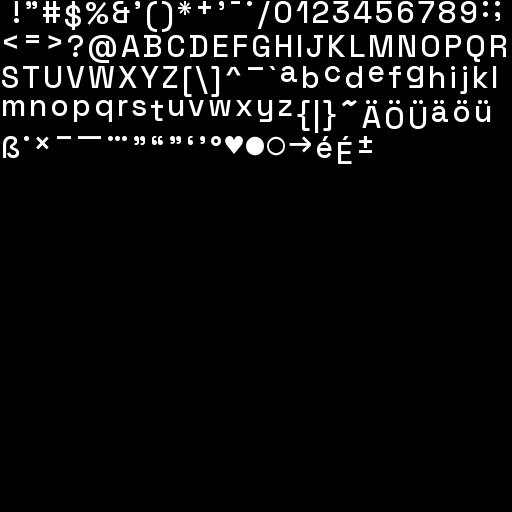 !"#$%&'()*+,-./0123456789:;
<=>?@ABCDEFGHIJKLMNOPQR
STUVWXYZ[\]^_`abcdefghijkl
mnopqrstuvwxyz{|}~ÄÖÜäöü
ß·×–—…”“„‘’°♥●○→éÉ±